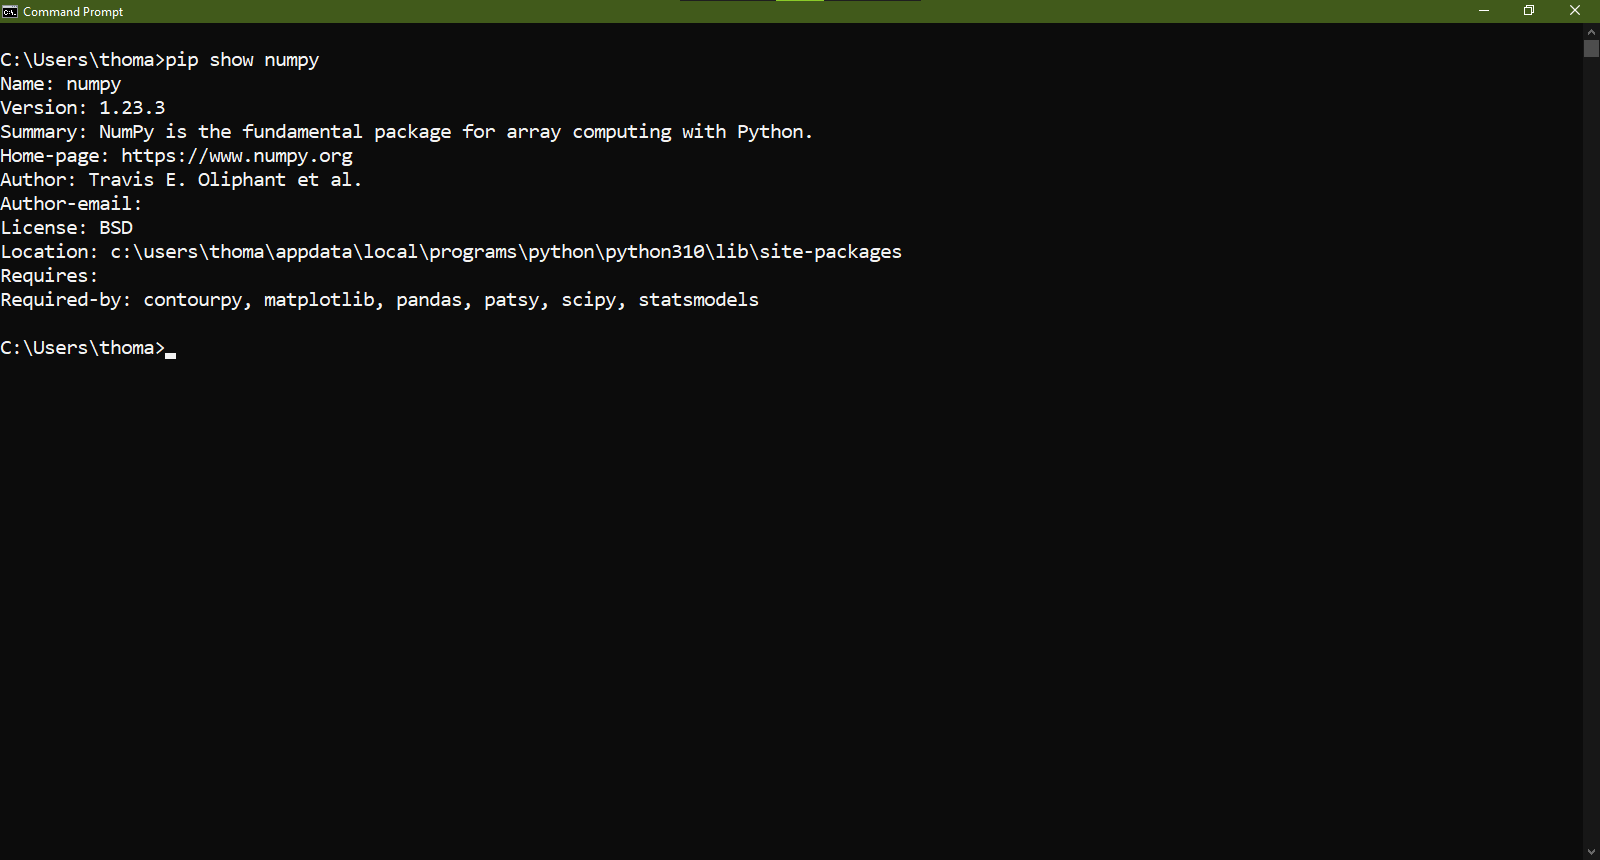 Command Prompt
C:\Users\thoma>pip show numpy
Name: numpy
Version: 1.23.3
Summary: NumPy is the fundamental package for array computing with Python.
Home-page: https://www.numpy.org
Author: Travis E. Oliphant et al.
Author-email:
License: BSD
Location: c:\users\thoma\appdata\local\programs\python\python310\lib\site-packages
Requires:
Required-by: contourpy, matplotlib, pandas, patsy, scipy, statsmodels
C:\Users\thoma>